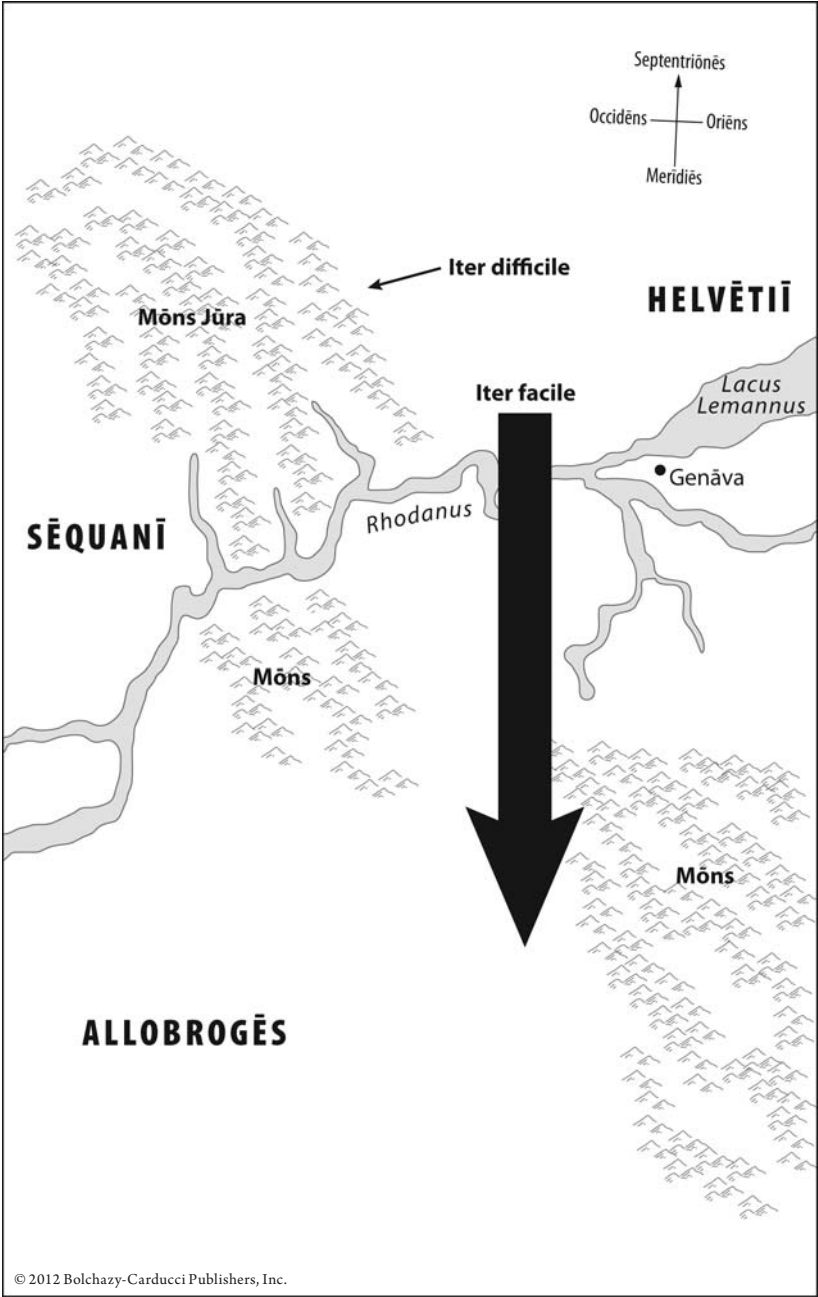 Septentriōnēs
Occidēns
Oriēns
Merīdiēs
Iter difficile
HELVĒTIĪ
Mōns Jūra
Lacus
Lemannus
Iter facile
Genāva
Rhodanus
SĒQUANĪ
Mōns
Mōns
ALLOBROGĒS
© 2012 Bolchazy-Carducci Publishers, Inc.